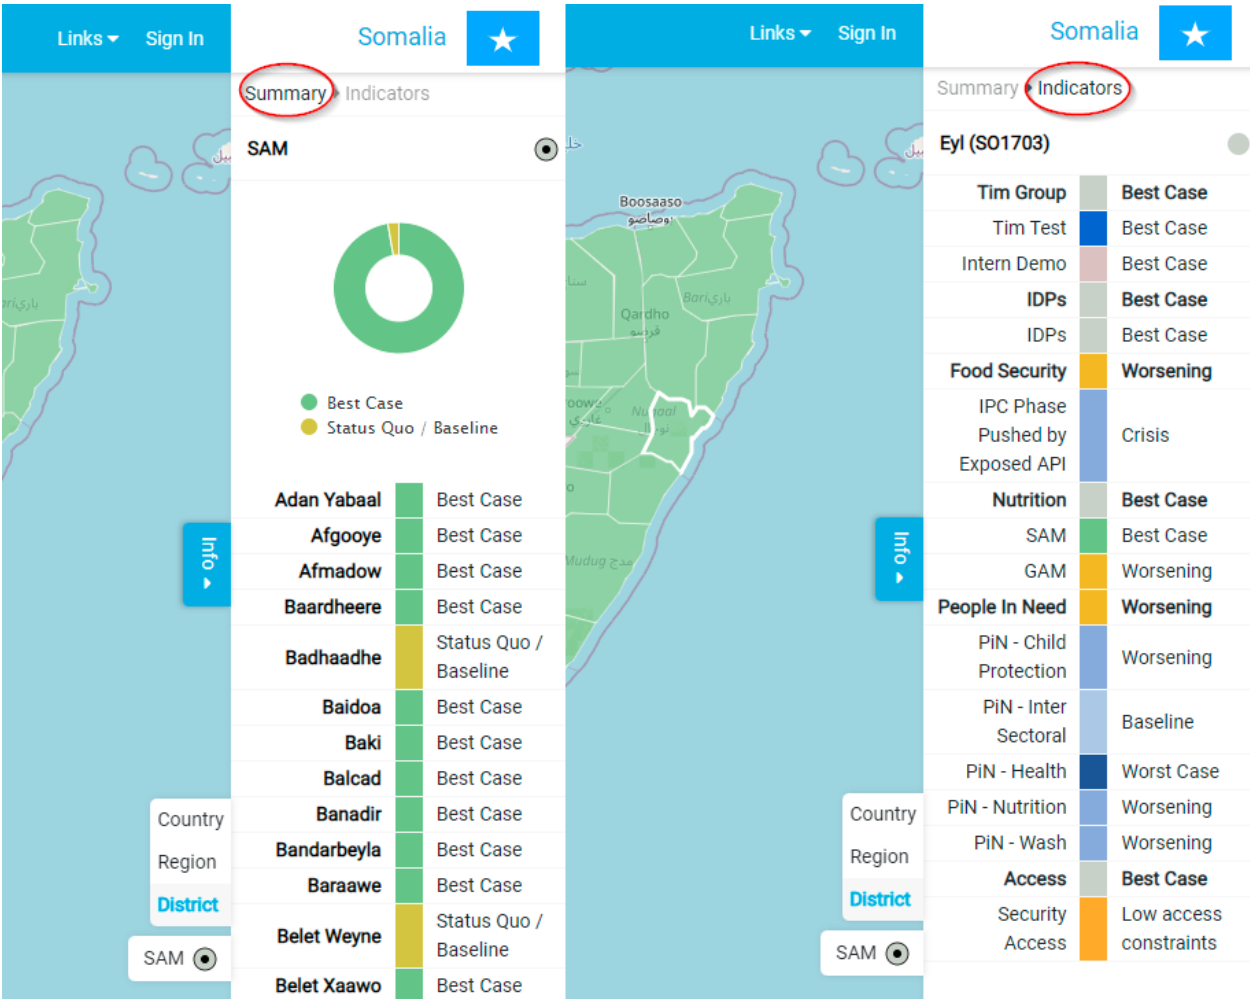 Links
Sign In
Somalia
Summary
Indicators
SAM
Best Case
Status Quo / Baseline
Adan Yabaal Best Case
Afgooye Best Case
Afmadow Best Case
Baardheere Best Case
Badhaadhe Status Quo /
Baseline
Baidoa Best Case
Baki Best Case
Balcad Best Case
Banadir Best Case
Bandarbeyla Best Case
Baraawe Best Case
Belet Weyne Status Quo /
Baseline
Belet Xaawo Best Case
Info
Country
Region
District
SAM
Links
Sign In
Somalia
Summary
Indicators
Boosaaso
بوصاصو
Bari باري
Qardho
قرضو
Nugaal
نوجال
Mudug مدج
Eyl (SO1703)
Tim Group Best Case
Tim Test Best Case
Intern Demo Best Case
IDPs Best Case
IDPs Best Case
Food Security Worsening
IPC Phase
Pushed by Crisis
Exposed API
Nutrition Best Case
SAM Best Case
GAM Worsening
People In Need Worsening
PiN - Child
Protection Worsening
PiN - Inter
Sectoral Baseline
PiN - Health Worst Case
PiN - Nutrition Worsening
PiN - Wash Worsening
Access Best Case
Security Low access
Access constraints
Info
Country
Region
District
SAM